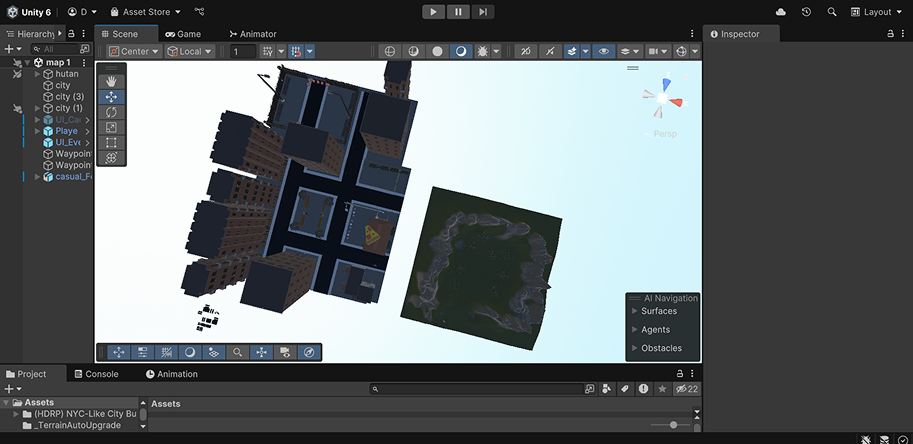 Unity 6 D Asset Store Layout
Hierarchy Scene Game Animator Inspector
All Center Local 1
map 1
hutan
city
city (3)
city (1)
UI_Ca
Playe
UI_Eve
Waypoint
Waypoint
casual_F
Persp
AI Navigation
Surfaces
Agents
Obstacles
Project Console Animation
22
Assets Assets
(HDRP) NYC-Like City Bu
_TerrainAutoUpgrade